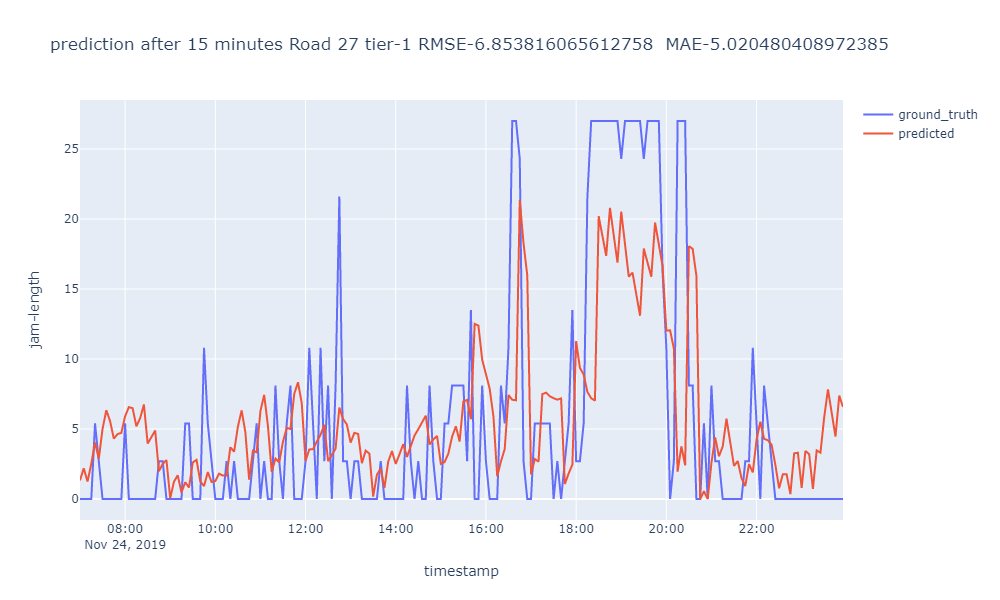 prediction after 15 minutes Road 27 tier-1 RMSE-6.853816065612758  MAE-5.020480408972385
ground_truth
predicted
25
20
15
10
5
0
jam-length
08:00 10:00 12:00 14:00 16:00 18:00 20:00 22:00
Nov 24, 2019
timestamp